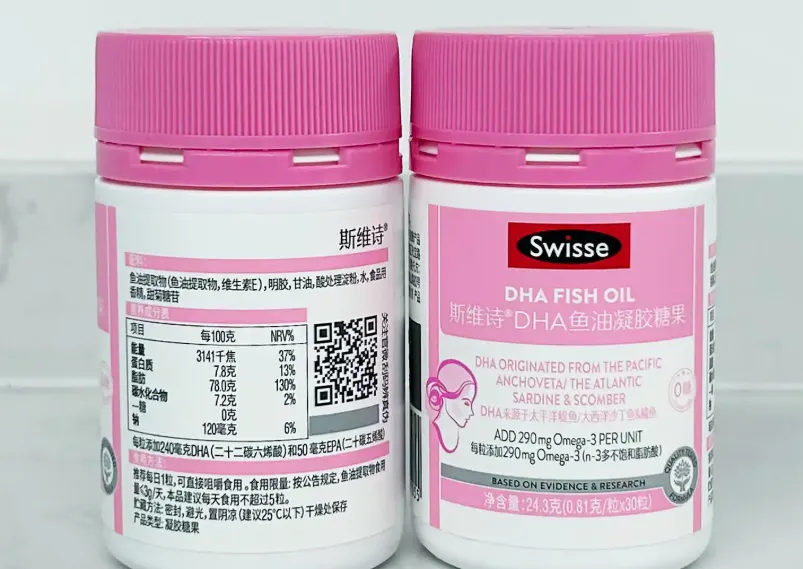 斯维诗®
配料:
鱼油提取物(鱼油提取物,维生素E),明胶,甘油,酸处理淀粉,水,食品用
香精,甜菊糖苷
营养成分表
项目 每100克 NRV%
能量 3141千焦 37%
蛋白质 7.8克 13%
脂肪 78.0克 130%
碳水化合物 7.2克 2%
一糖 0克
钠 120毫克 6%
每粒添加240毫克DHA(二十二碳六烯酸)和50毫克EPA(二十碳五烯酸)
食用方法:
推荐每日1粒,可直接咀嚼食用。食用限量:按公告规定,鱼油提取物食用
量≤3g/天,本品建议每天食用不超过5粒。
贮藏方法:密封,避光,置阴凉(建议25℃以下)干燥处保存
产品类型:凝胶糖果
Swisse
DHA FISH OIL
斯维诗®DHA鱼油凝胶糖果
DHA ORIGINATED FROM THE PACIFIC
ANCHOVETA/ THE ATLANTIC
SARDINE & SCOMBER
DHA来源于太平洋鳀鱼/大西洋沙丁鱼&鲭鱼
0糖
ADD 290mg Omega-3 PER UNIT
每粒添加290mg Omega-3 (n-3多不饱和脂肪酸)
BASED ON EVIDENCE & RESEARCH
QUALITY
FORMULA
净含量:24.3克(0.81克/粒x30粒)